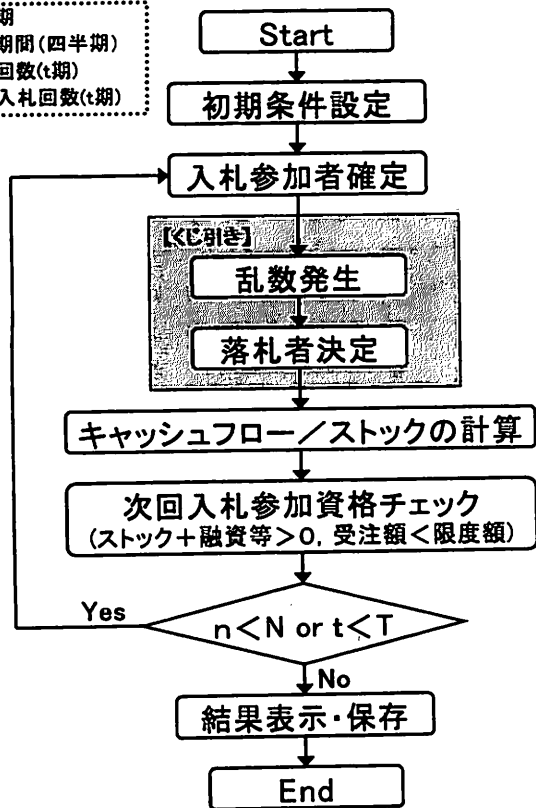 期
期間(四半期)
回数(t期)
入札回数(t期)
Start
初期条件設定
入札参加者確定
【くじ引き】
乱数発生
落札者決定
キャッシュフロー／ストックの計算
次回入札参加資格チェック
(ストック＋融資等＞0, 受注額＜限度額)
Yes
n＜N or t＜T
No
結果表示・保存
End